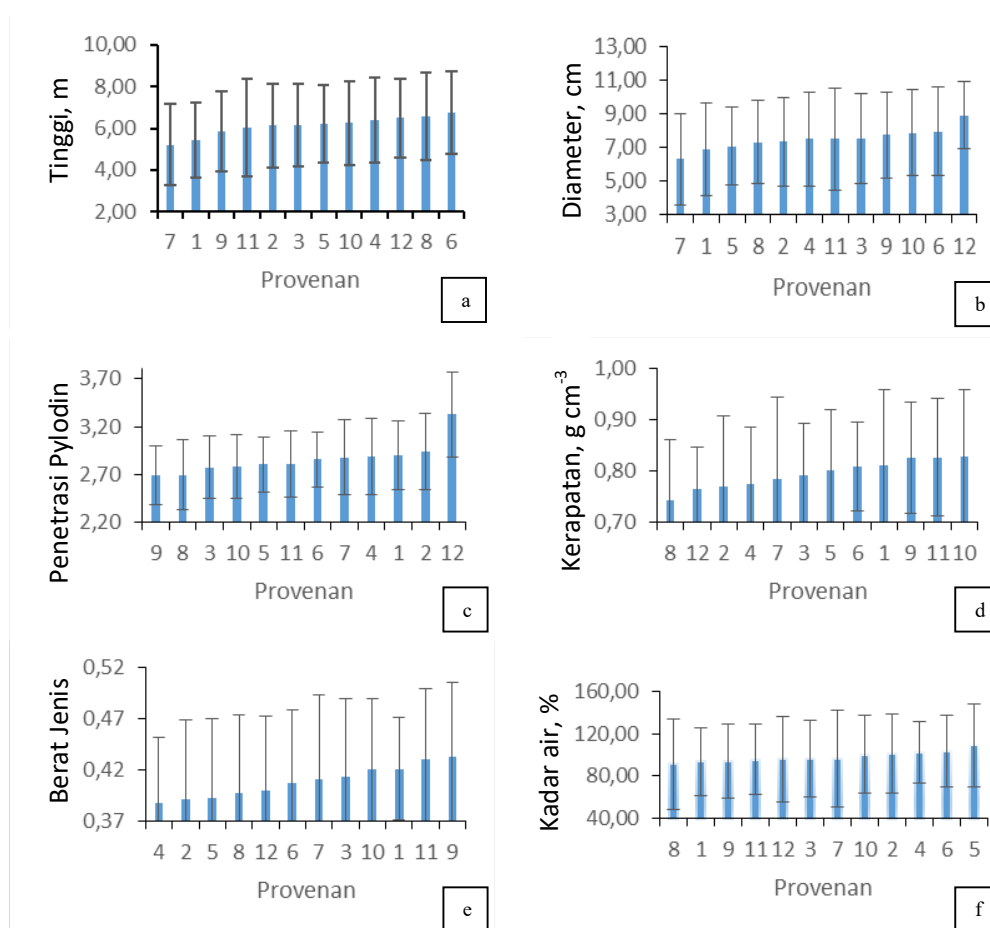 Tinggi, m
10,00
8,00
6,00
4,00
2,00
7 1 9 11 2 3 5 10 4 12 8 6
Provenan
a
Diameter, cm
13,00
11,00
9,00
7,00
5,00
3,00
7 1 5 8 2 4 11 3 9 10 6 12
Provenan
b
Penetrasi Pylodin
3,70
3,20
2,70
2,20
9 8 3 10 5 11 6 7 4 1 2 12
Provenan
c
Kerapatan, g cm-3
1,00
0,90
0,80
0,70
8 12 2 4 7 3 5 6 1 9 11 10
Provenan
d
Berat Jenis
0,52
0,47
0,42
0,37
4 2 5 8 12 6 7 3 10 1 11 9
Provenan
e
Kadar air, %
160,00
120,00
80,00
40,00
8 1 9 11 12 3 7 10 2 4 6 5
Provenan
f